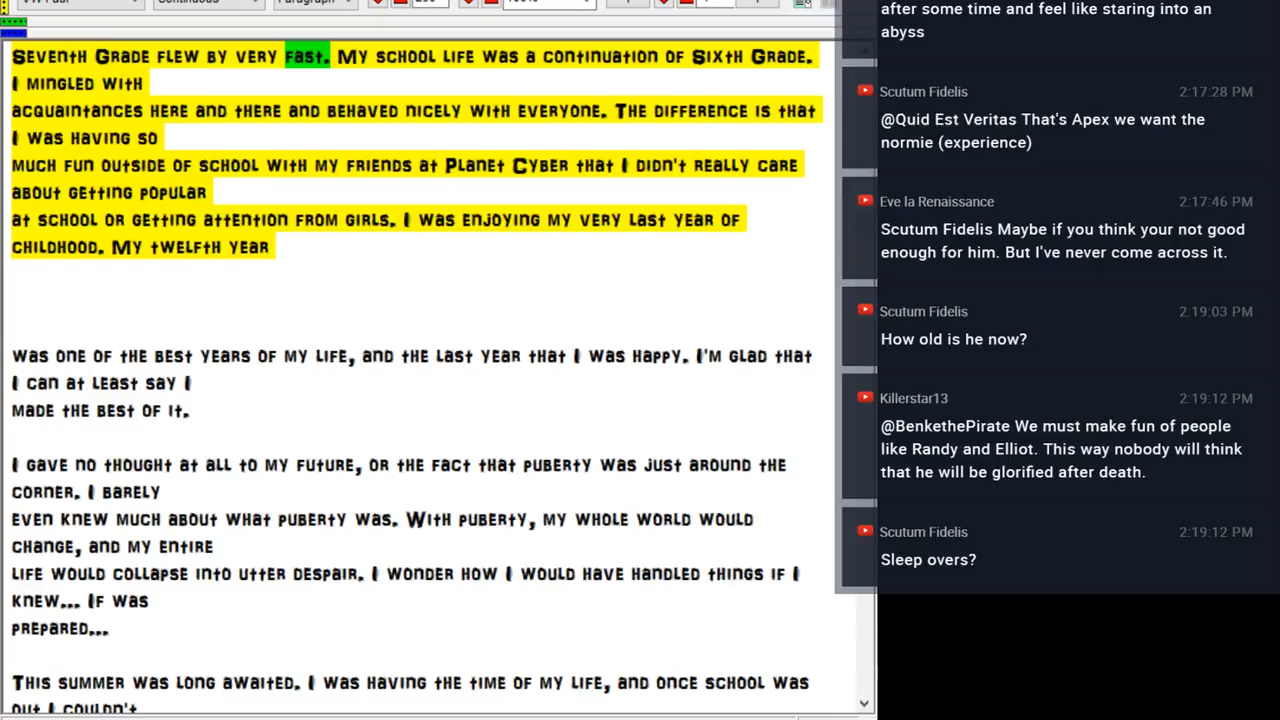 Seventh Grade flew by very fast. My school life was a continuation of Sixth Grade.
I mingled with
acquaintances here and there and behaved nicely with everyone. The difference is that
I was having so
much fun outside of school with my friends at Planet Cyber that I didn't really care
about getting popular
at school or getting attention from girls. I was enjoying my very last year of
childhood. My twelfth year
was one of the best years of my life, and the last year that I was happy. I'm glad that
I can at least say I
made the best of it.
I gave no thought at all to my future, or the fact that puberty was just around the
corner. I barely
even knew much about what puberty was. With puberty, my whole world would
change, and my entire
life would collapse into utter despair. I wonder how I would have handled things if I
knew... If was
prepared...
This summer was long awaited. I was having the time of my life, and once school was
out I couldn't
after some time and feel like staring into an
abyss
Scutum Fidelis 2:17:28 PM
@Quid Est Veritas That's Apex we want the
normie (experience)
Eve la Renaissance 2:17:46 PM
Scutum Fidelis Maybe if you think your not good
enough for him. But I've never come across it.
Scutum Fidelis 2:19:03 PM
How old is he now?
Killerstar13 2:19:12 PM
@BenkethePirate We must make fun of people
like Randy and Elliot. This way nobody will think
that he will be glorified after death.
Scutum Fidelis 2:19:12 PM
Sleep overs?